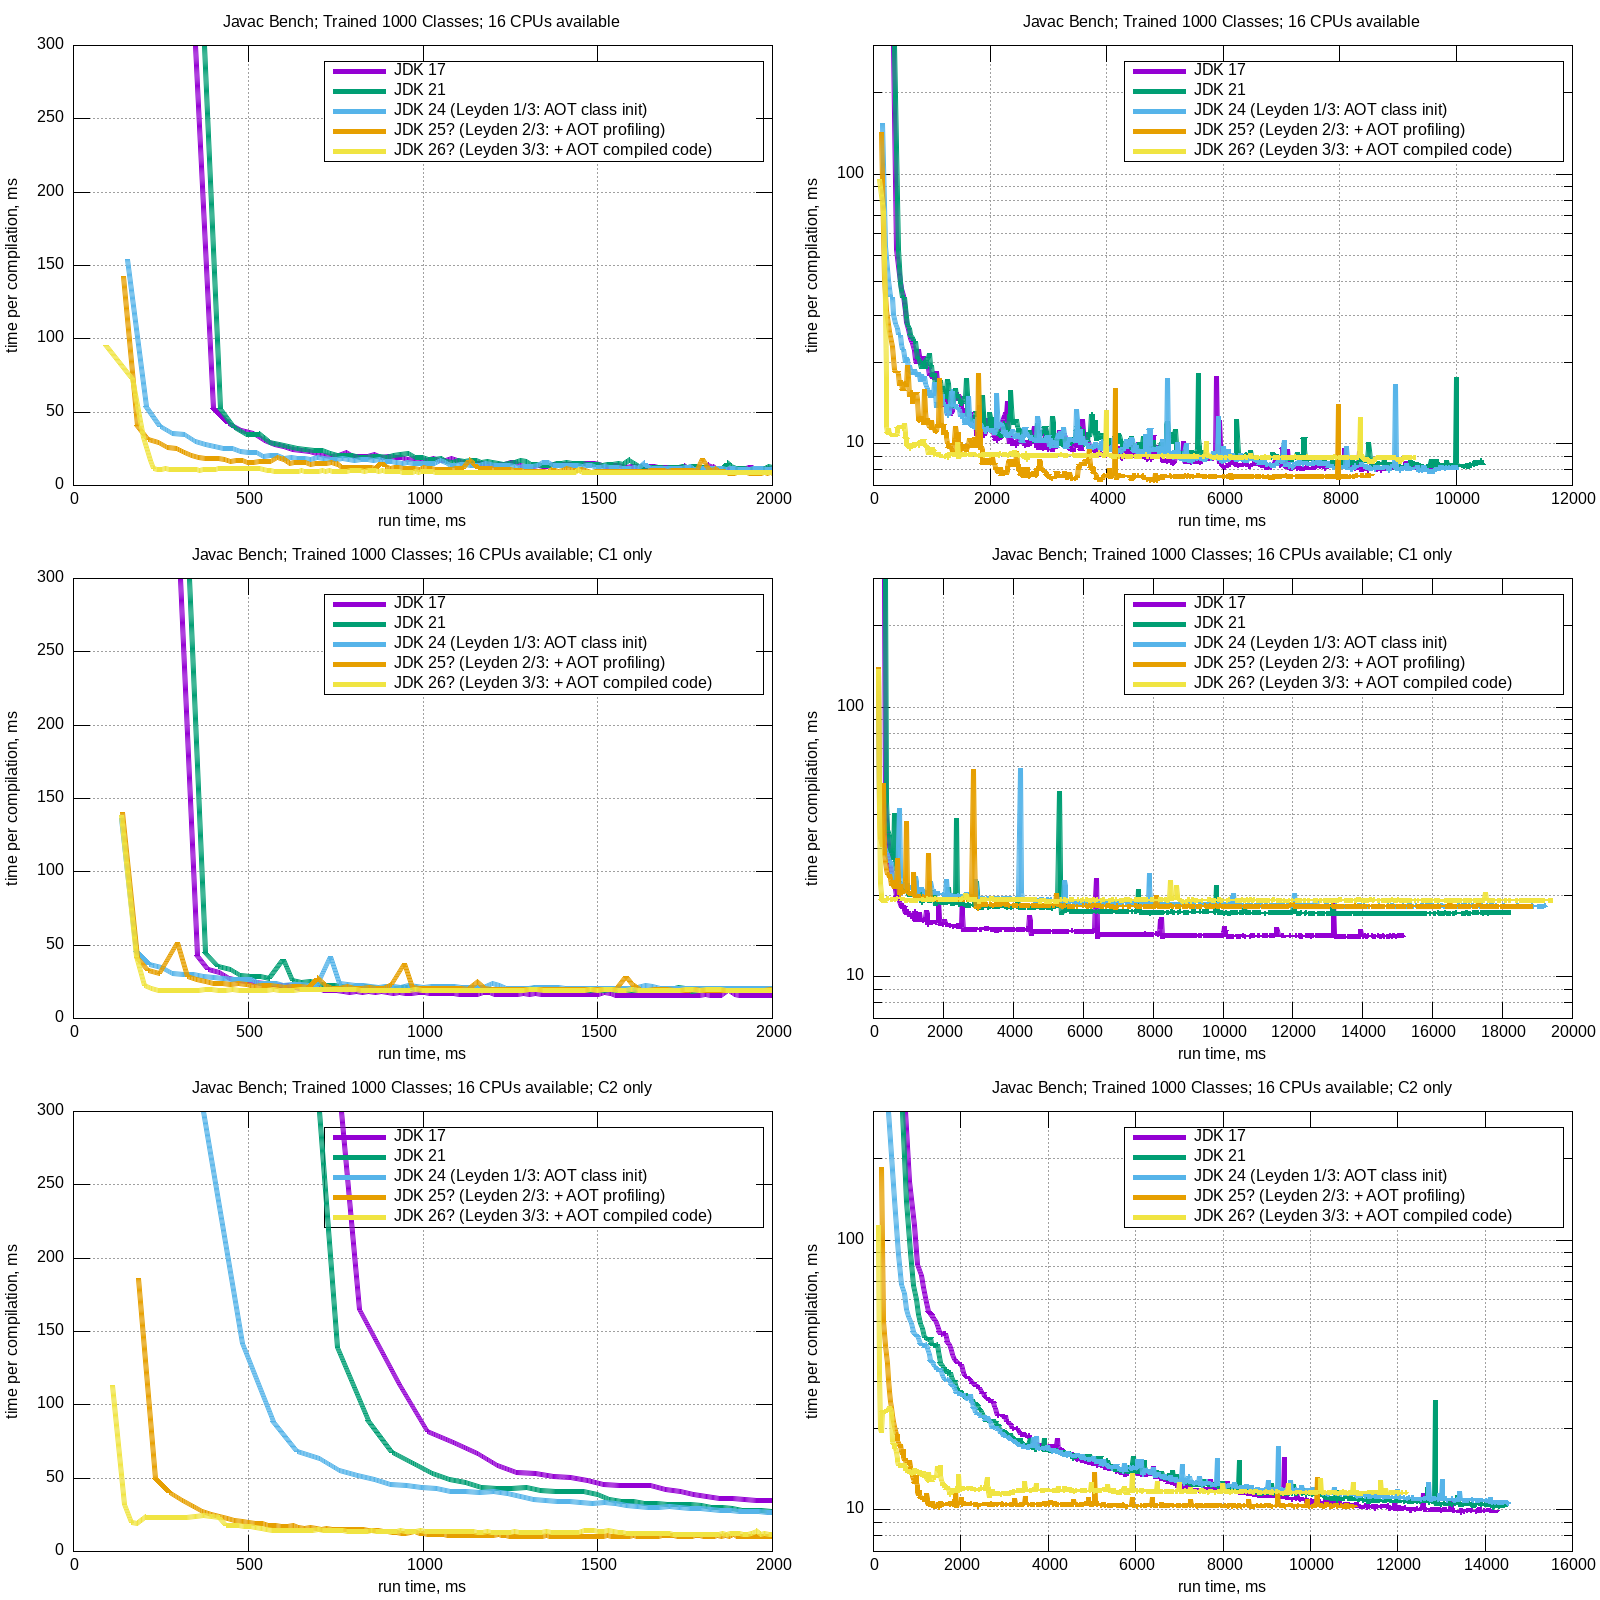 Javac Bench; Trained 1000 Classes; 16 CPUs available
300
250
200
150
100
50
0
time per compilation, ms
JDK 17
JDK 21
JDK 24 (Leyden 1/3: AOT class init)
JDK 25? (Leyden 2/3: + AOT profiling)
JDK 26? (Leyden 3/3: + AOT compiled code)
0 500 1000 1500 2000
run time, ms
Javac Bench; Trained 1000 Classes; 16 CPUs available
100
10
time per compilation, ms
JDK 17
JDK 21
JDK 24 (Leyden 1/3: AOT class init)
JDK 25? (Leyden 2/3: + AOT profiling)
JDK 26? (Leyden 3/3: + AOT compiled code)
0 2000 4000 6000 8000 10000 12000
run time, ms
Javac Bench; Trained 1000 Classes; 16 CPUs available; C1 only
300
250
200
150
100
50
0
time per compilation, ms
JDK 17
JDK 21
JDK 24 (Leyden 1/3: AOT class init)
JDK 25? (Leyden 2/3: + AOT profiling)
JDK 26? (Leyden 3/3: + AOT compiled code)
0 500 1000 1500 2000
run time, ms
Javac Bench; Trained 1000 Classes; 16 CPUs available; C1 only
100
10
time per compilation, ms
JDK 17
JDK 21
JDK 24 (Leyden 1/3: AOT class init)
JDK 25? (Leyden 2/3: + AOT profiling)
JDK 26? (Leyden 3/3: + AOT compiled code)
0 2000 4000 6000 8000 10000 12000 14000 16000 18000 20000
run time, ms
Javac Bench; Trained 1000 Classes; 16 CPUs available; C2 only
300
250
200
150
100
50
0
time per compilation, ms
JDK 17
JDK 21
JDK 24 (Leyden 1/3: AOT class init)
JDK 25? (Leyden 2/3: + AOT profiling)
JDK 26? (Leyden 3/3: + AOT compiled code)
0 500 1000 1500 2000
run time, ms
Javac Bench; Trained 1000 Classes; 16 CPUs available; C2 only
100
10
time per compilation, ms
JDK 17
JDK 21
JDK 24 (Leyden 1/3: AOT class init)
JDK 25? (Leyden 2/3: + AOT profiling)
JDK 26? (Leyden 3/3: + AOT compiled code)
0 2000 4000 6000 8000 10000 12000 14000 16000
run time, ms